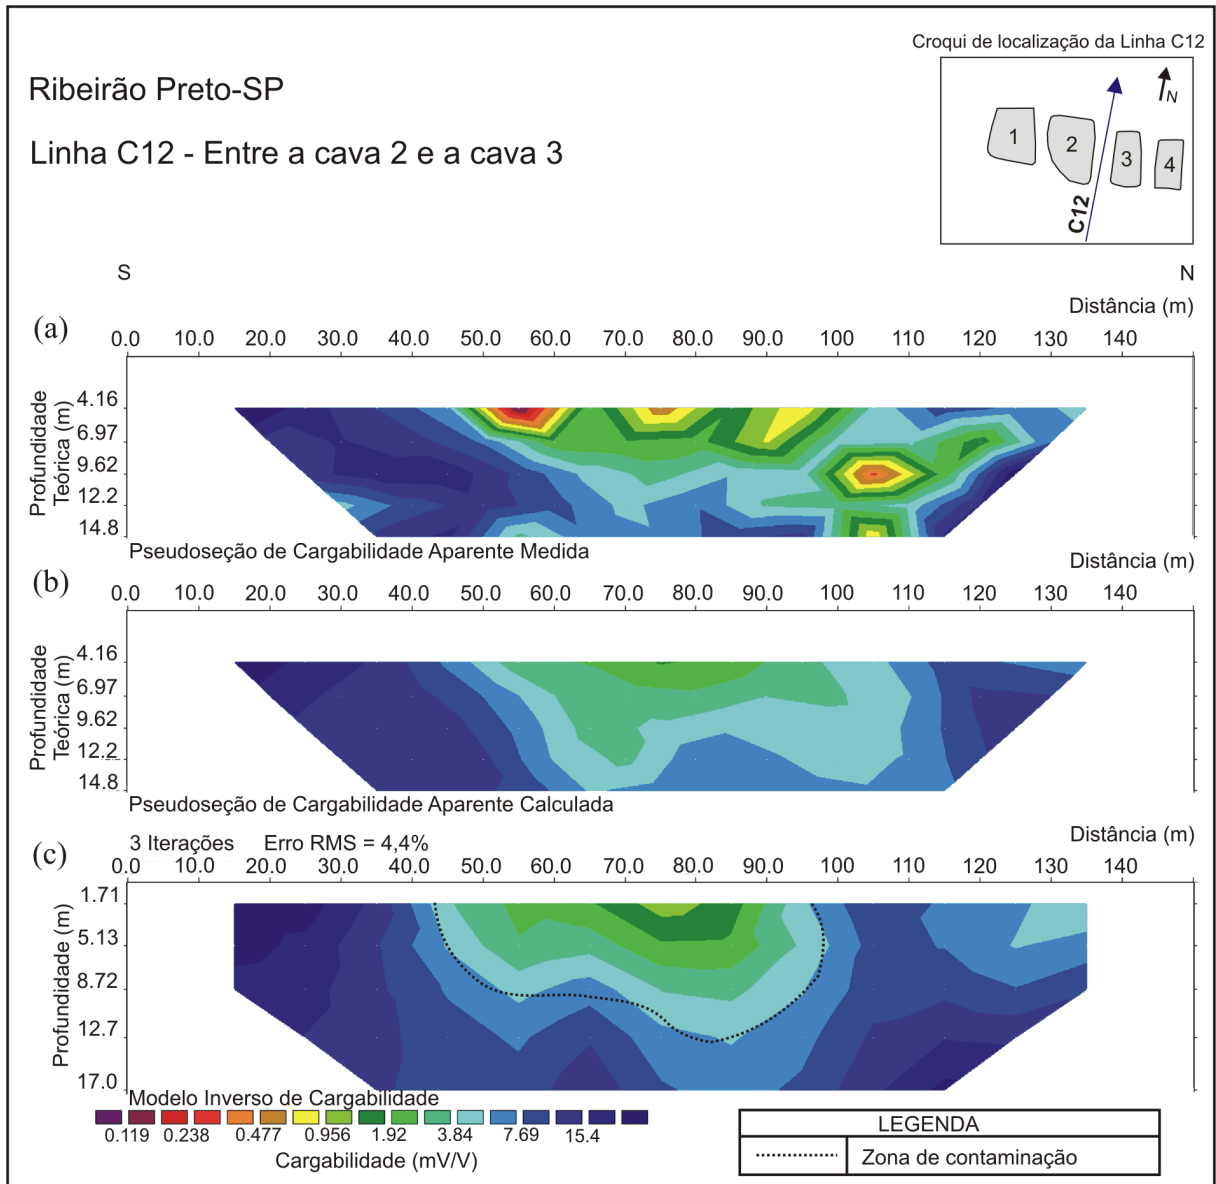 Croqui de localização da Linha C12
Ribeirão Preto-SP
Linha C12 - Entre a cava 2 e a cava 3
N
1
2
3
4
C12
S
N
Distância (m)
(a)
0.0 10.0 20.0 30.0 40.0 50.0 60.0 70.0 80.0 90.0 100 110 120 130 140
Profundidade
Teórica (m)
4.16
6.97
9.62
12.2
14.8
Pseudoseção de Cargabilidade Aparente Medida
Distância (m)
(b)
0.0 10.0 20.0 30.0 40.0 50.0 60.0 70.0 80.0 90.0 100 110 120 130 140
Profundidade
Teórica (m)
4.16
6.97
9.62
12.2
14.8
Pseudoseção de Cargabilidade Aparente Calculada
Distância (m)
3 Iterações Erro RMS = 4,4%
(c)
0.0 10.0 20.0 30.0 40.0 50.0 60.0 70.0 80.0 90.0 100 110 120 130 140
Profundidade (m)
1.71
5.13
8.72
12.7
17.0
Modelo Inverso de Cargabilidade
0.119 0.238 0.477 0.956 1.92 3.84 7.69 15.4
Cargabilidade (mV/V)
LEGENDA
Zona de contaminação